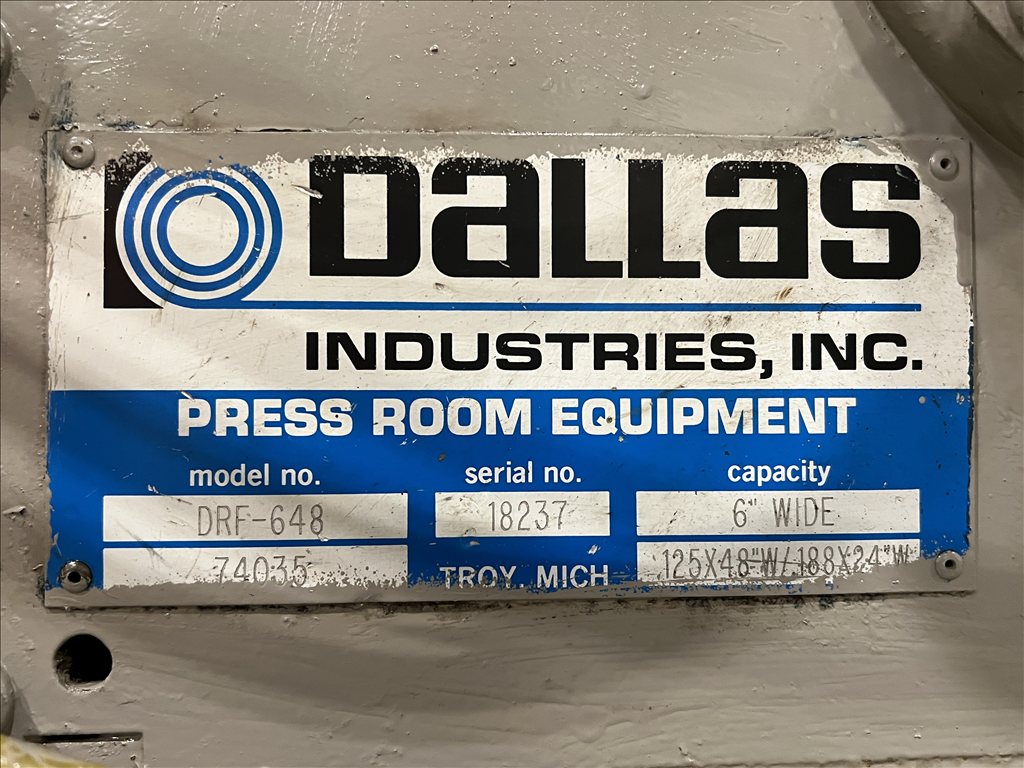 Dallas
INDUSTRIES, INC.
PRESS ROOM EQUIPMENT
model no. serial no. capacity
DRF-648 18237 6" WIDE
74035 TROY, MICH 125X48"W/188X24"W